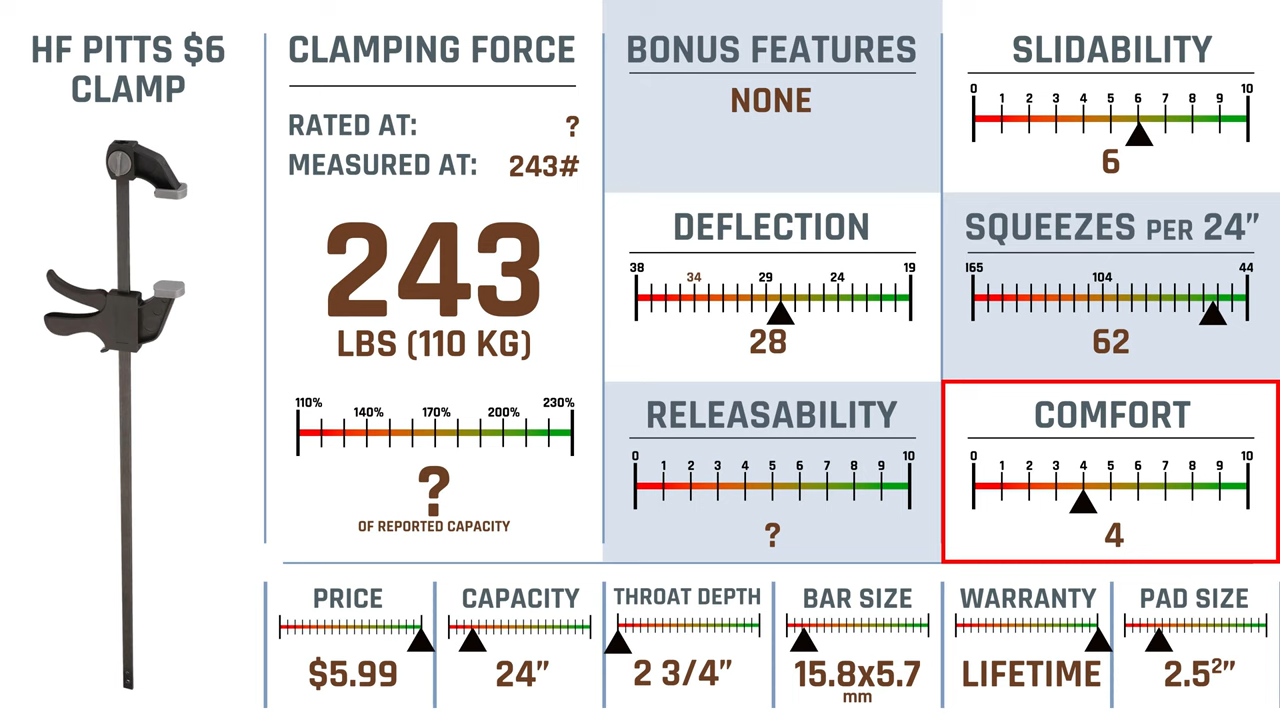 HF PITTS $6
CLAMP
CLAMPING FORCE
RATED AT: ?
MEASURED AT: 243#
243
LBS (110 KG)
110% 140% 170% 200% 230%
?
OF REPORTED CAPACITY
BONUS FEATURES
NONE
DEFLECTION
38 34 29 24 19
28
RELEASABILITY
0 1 2 3 4 5 6 7 8 9 10
?
SLIDABILITY
0 1 2 3 4 5 6 7 8 9 10
6
SQUEEZES PER 24”
165 104 44
62
COMFORT
0 1 2 3 4 5 6 7 8 9 10
4
PRICE
$5.99
CAPACITY
24”
THROAT DEPTH
2 3/4”
BAR SIZE
15.8x5.7
mm
WARRANTY
LIFETIME
PAD SIZE
2.5²”